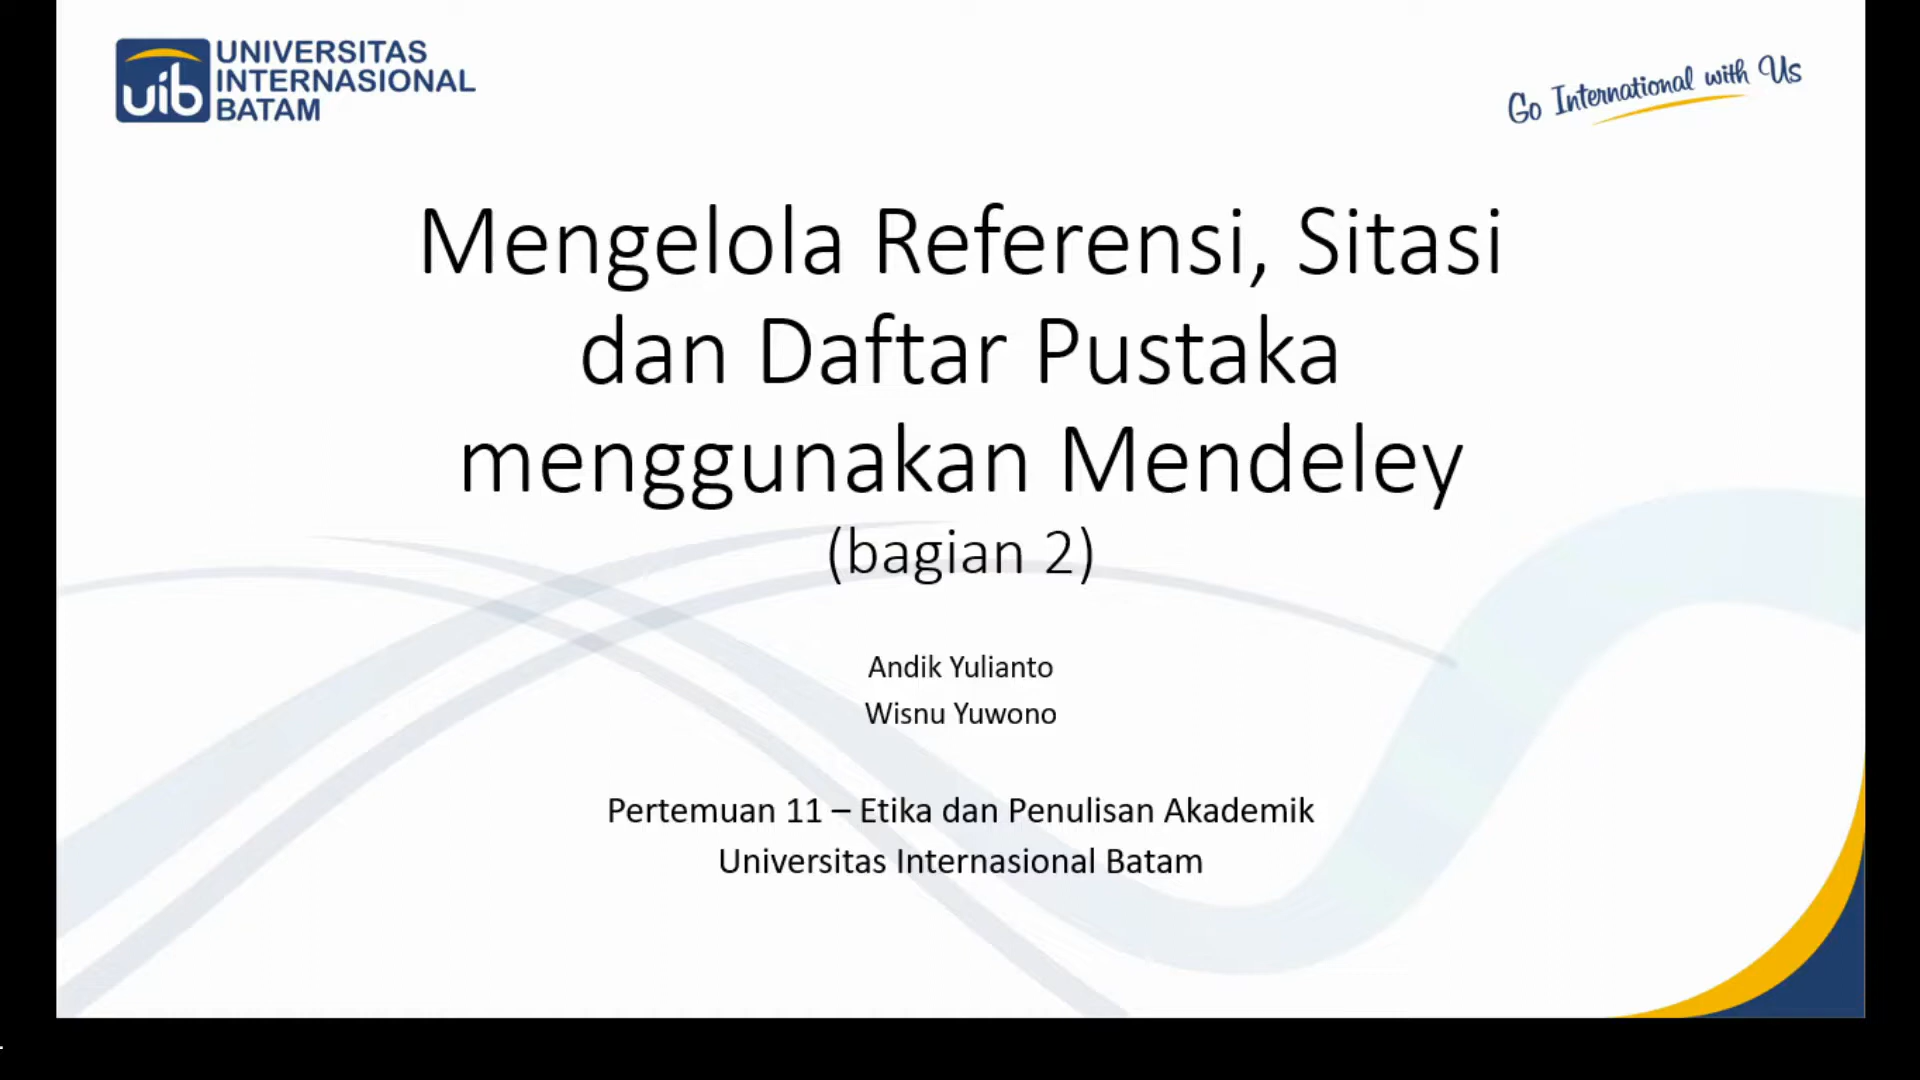 uib
UNIVERSITAS
INTERNASIONAL
BATAM
Go International with Us
Mengelola Referensi, Sitasi
dan Daftar Pustaka
menggunakan Mendeley
(bagian 2)
Andik Yulianto
Wisnu Yuwono
Pertemuan 11 – Etika dan Penulisan Akademik
Universitas Internasional Batam